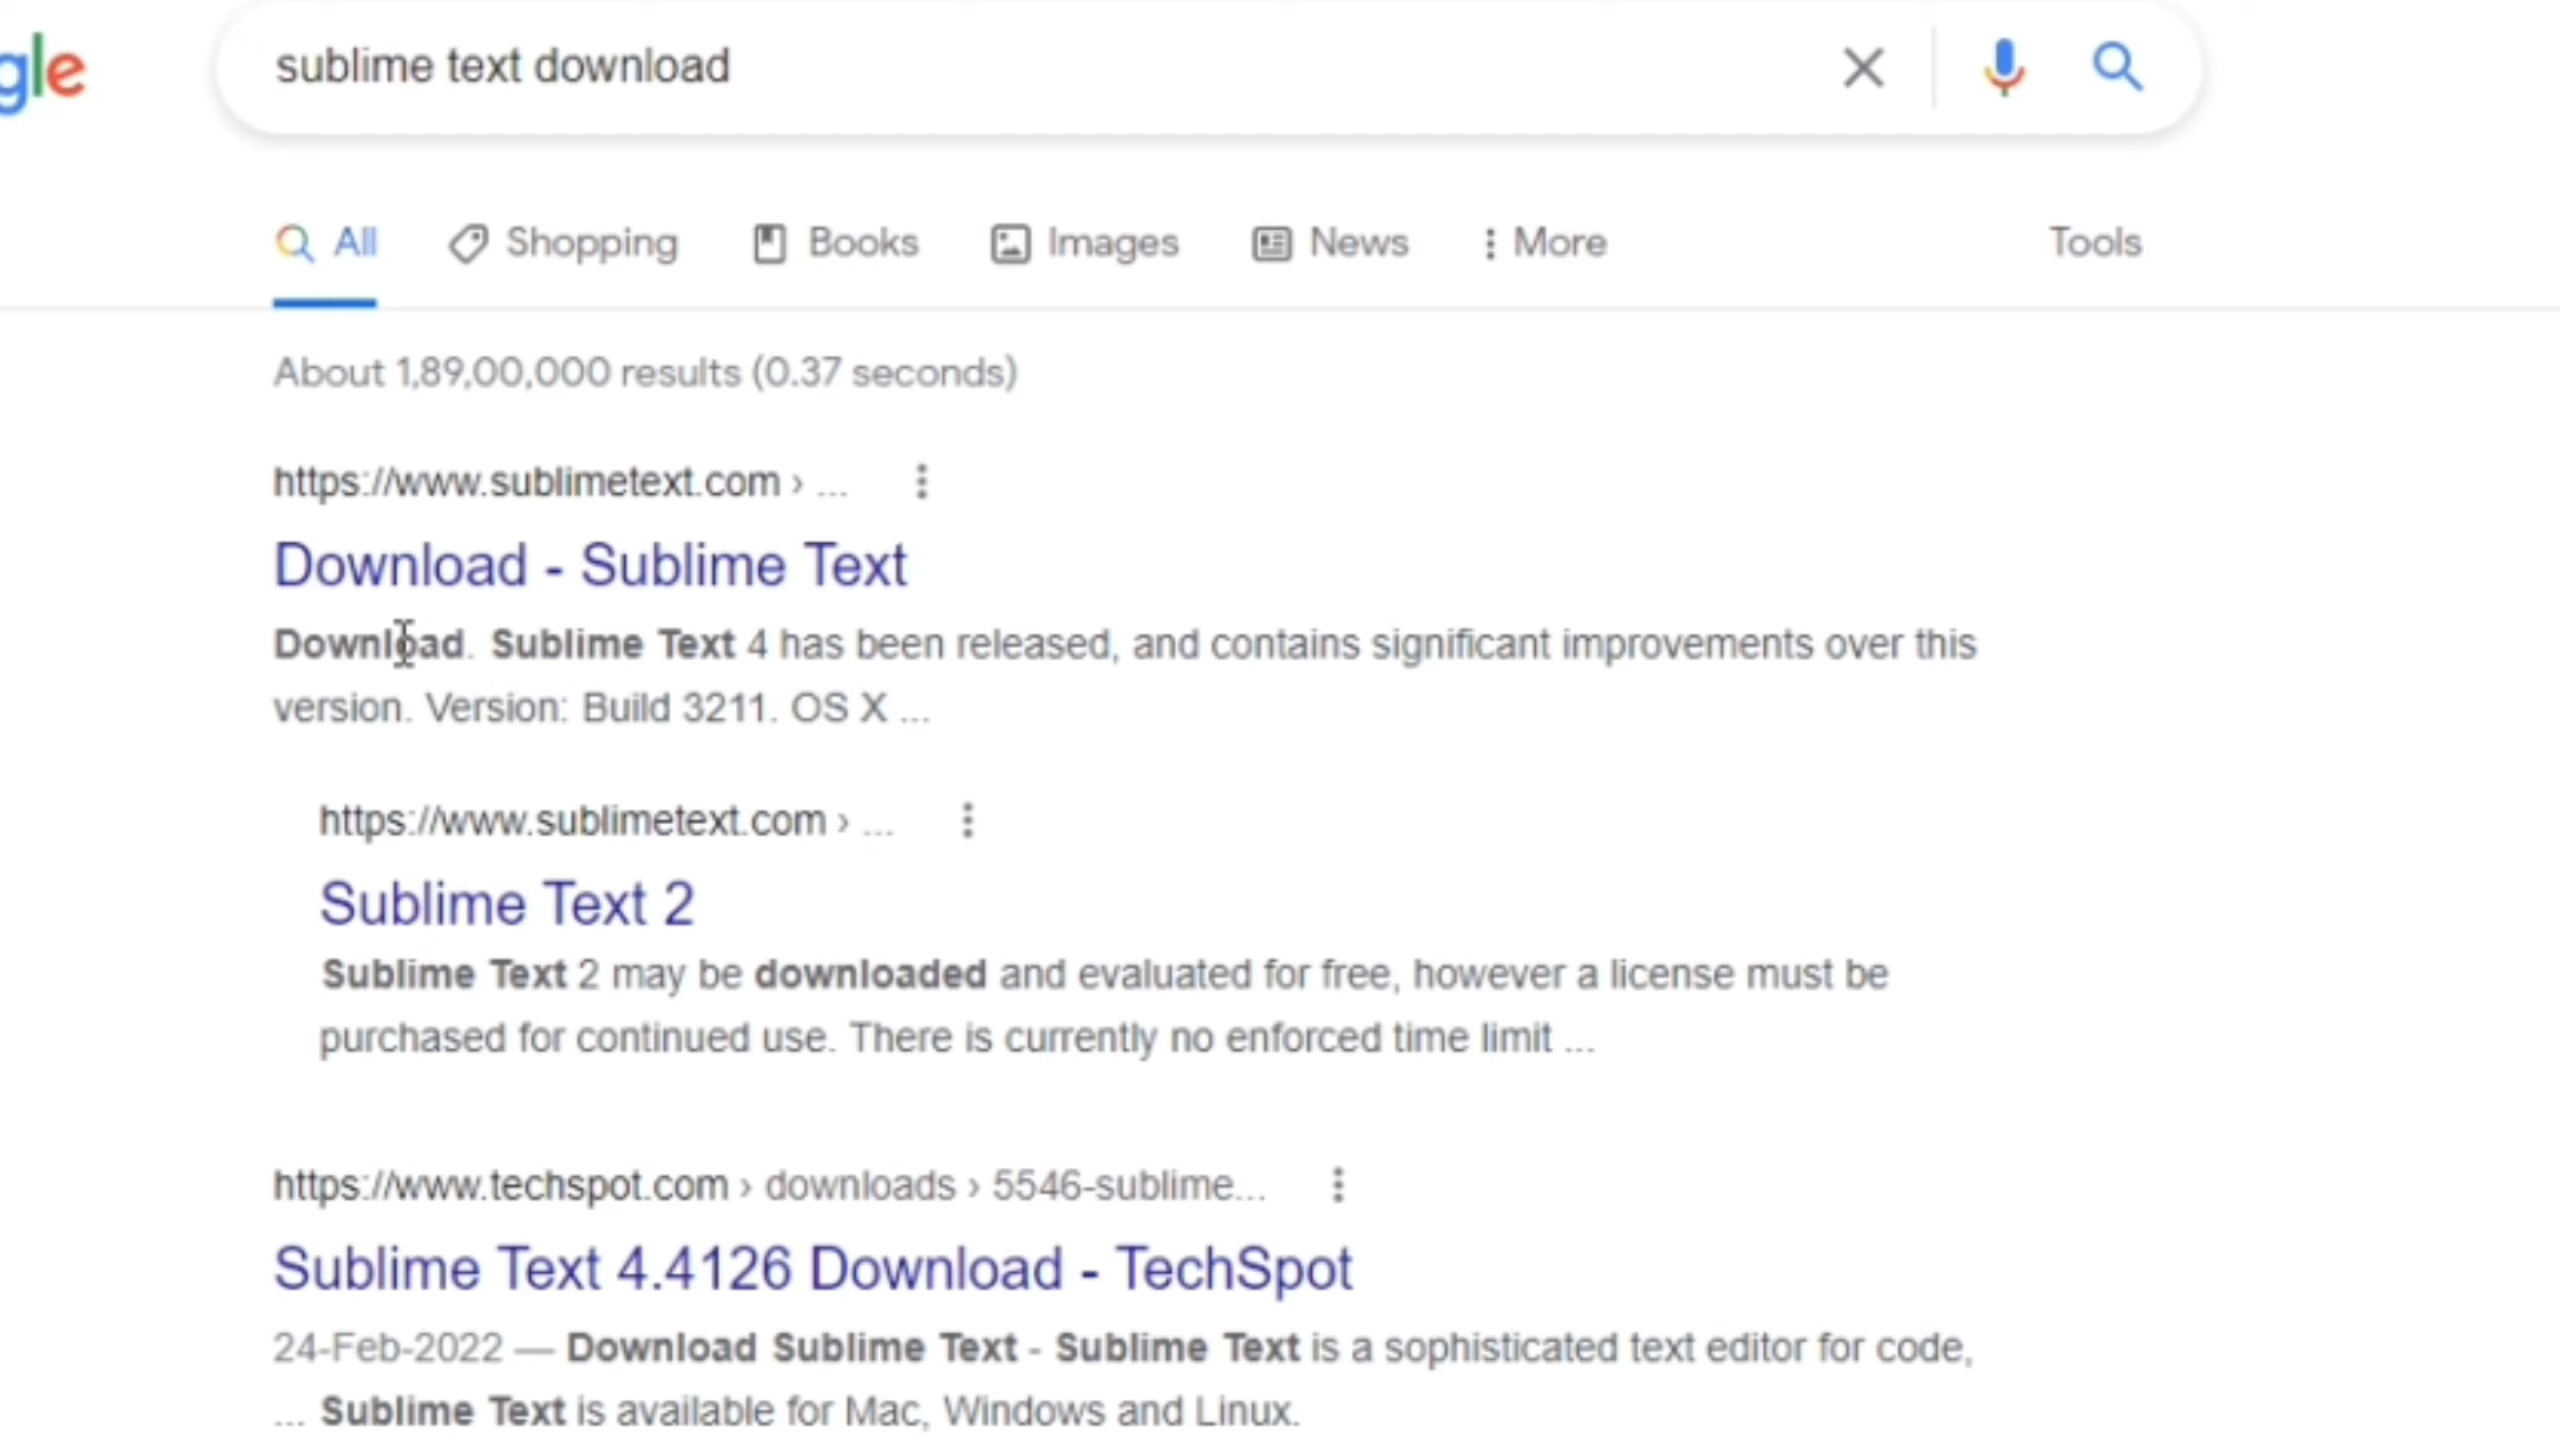 gle
sublime text download
All Shopping Books Images News More Tools
About 1,89,00,000 results (0.37 seconds)
https://www.sublimetext.com › ...
Download - Sublime Text
Download. Sublime Text 4 has been released, and contains significant improvements over this
version. Version: Build 3211. OS X ...
https://www.sublimetext.com › ...
Sublime Text 2
Sublime Text 2 may be downloaded and evaluated for free, however a license must be
purchased for continued use. There is currently no enforced time limit ...
https://www.techspot.com › downloads › 5546-sublime...
Sublime Text 4.4126 Download - TechSpot
24-Feb-2022 — Download Sublime Text - Sublime Text is a sophisticated text editor for code,
... Sublime Text is available for Mac, Windows and Linux.